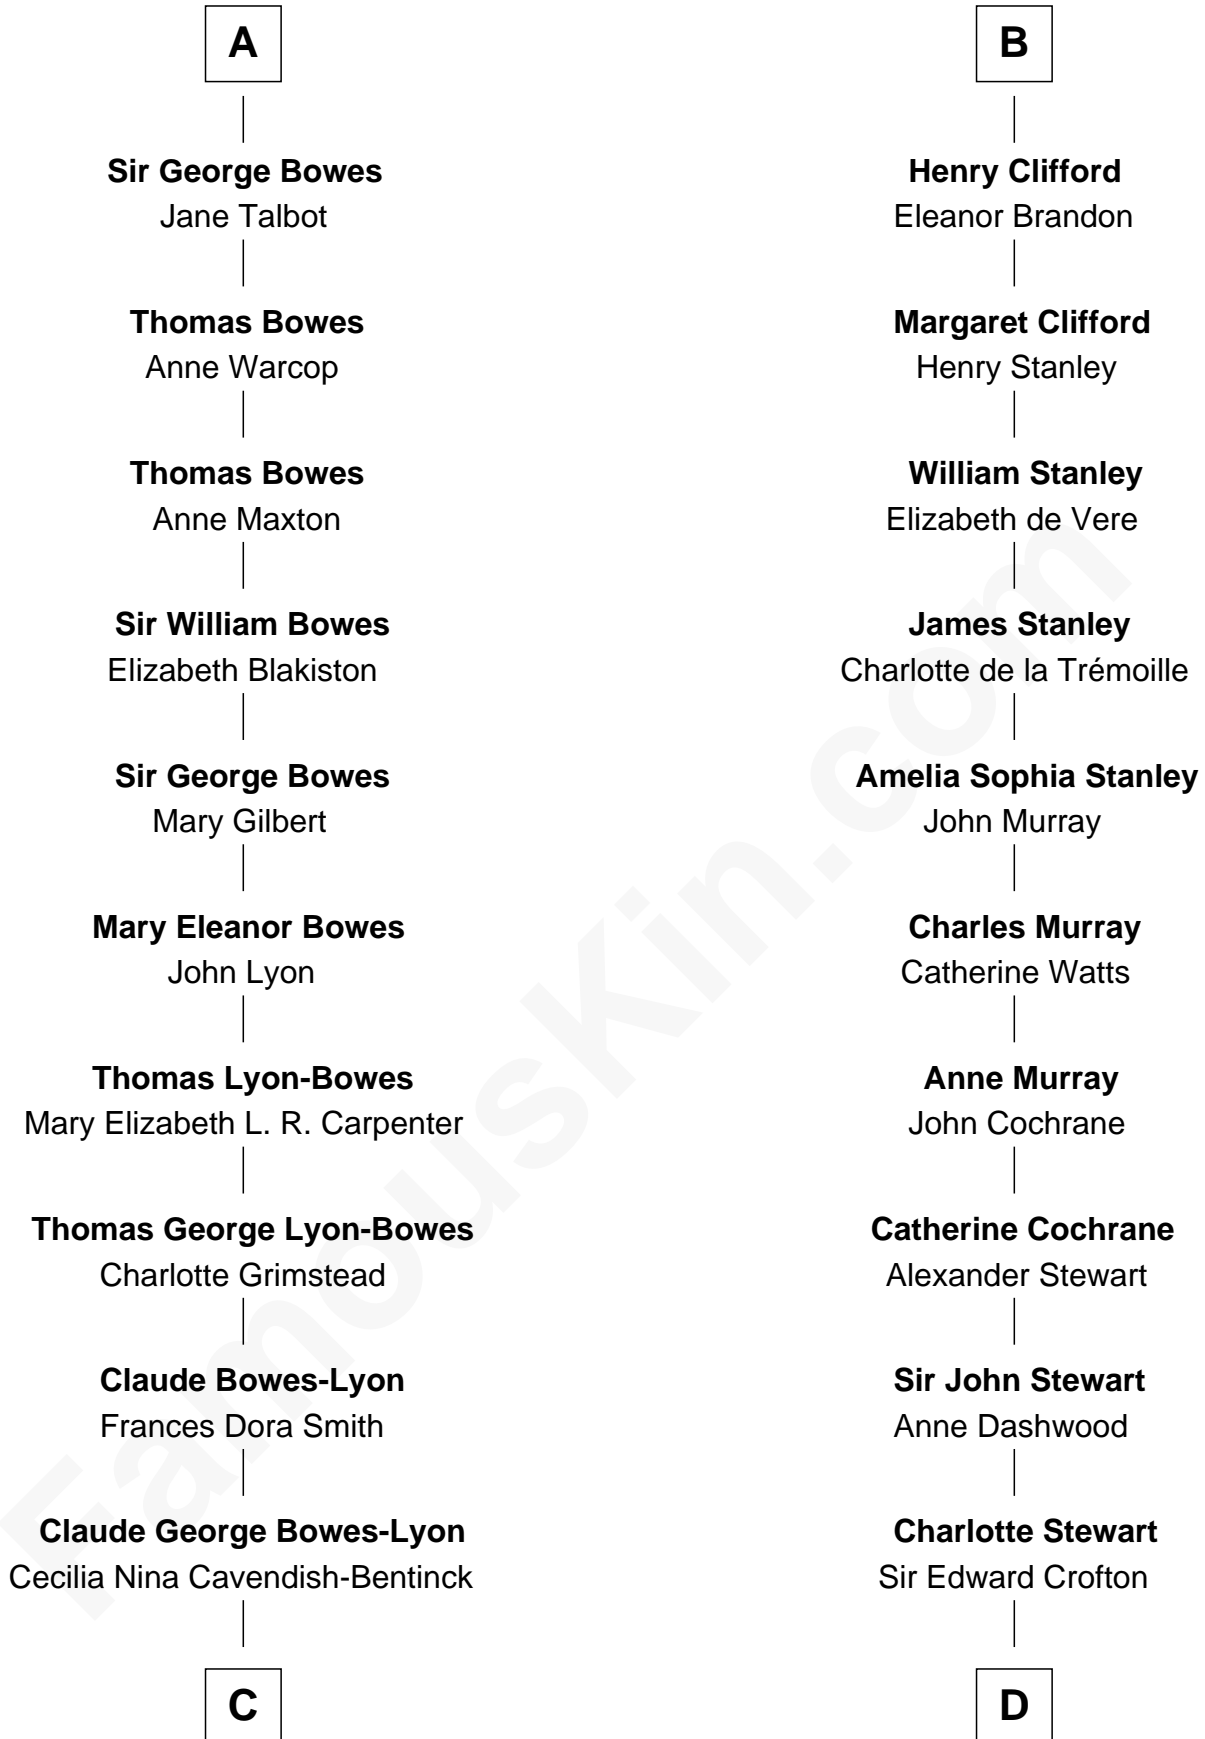 A
Sir George Bowes
Jane Talbot
Thomas Bowes
Anne Warcop
Thomas Bowes
Anne Maxton
Sir William Bowes
Elizabeth Blakiston
Sir George Bowes
Mary Gilbert
Mary Eleanor Bowes
John Lyon
Thomas Lyon-Bowes
Mary Elizabeth L. R. Carpenter
Thomas George Lyon-Bowes
Charlotte Grimstead
Claude Bowes-Lyon
Frances Dora Smith
Claude George Bowes-Lyon
Cecilia Nina Cavendish-Bentinck
C
B
Henry Clifford
Eleanor Brandon
Margaret Clifford
Henry Stanley
William Stanley
Elizabeth de Vere
James Stanley
Charlotte de la Trémoille
Amelia Sophia Stanley
John Murray
Charles Murray
Catherine Watts
Anne Murray
John Cochrane
Catherine Cochrane
Alexander Stewart
Sir John Stewart
Anne Dashwood
Charlotte Stewart
Sir Edward Crofton
D
FamousKin.com